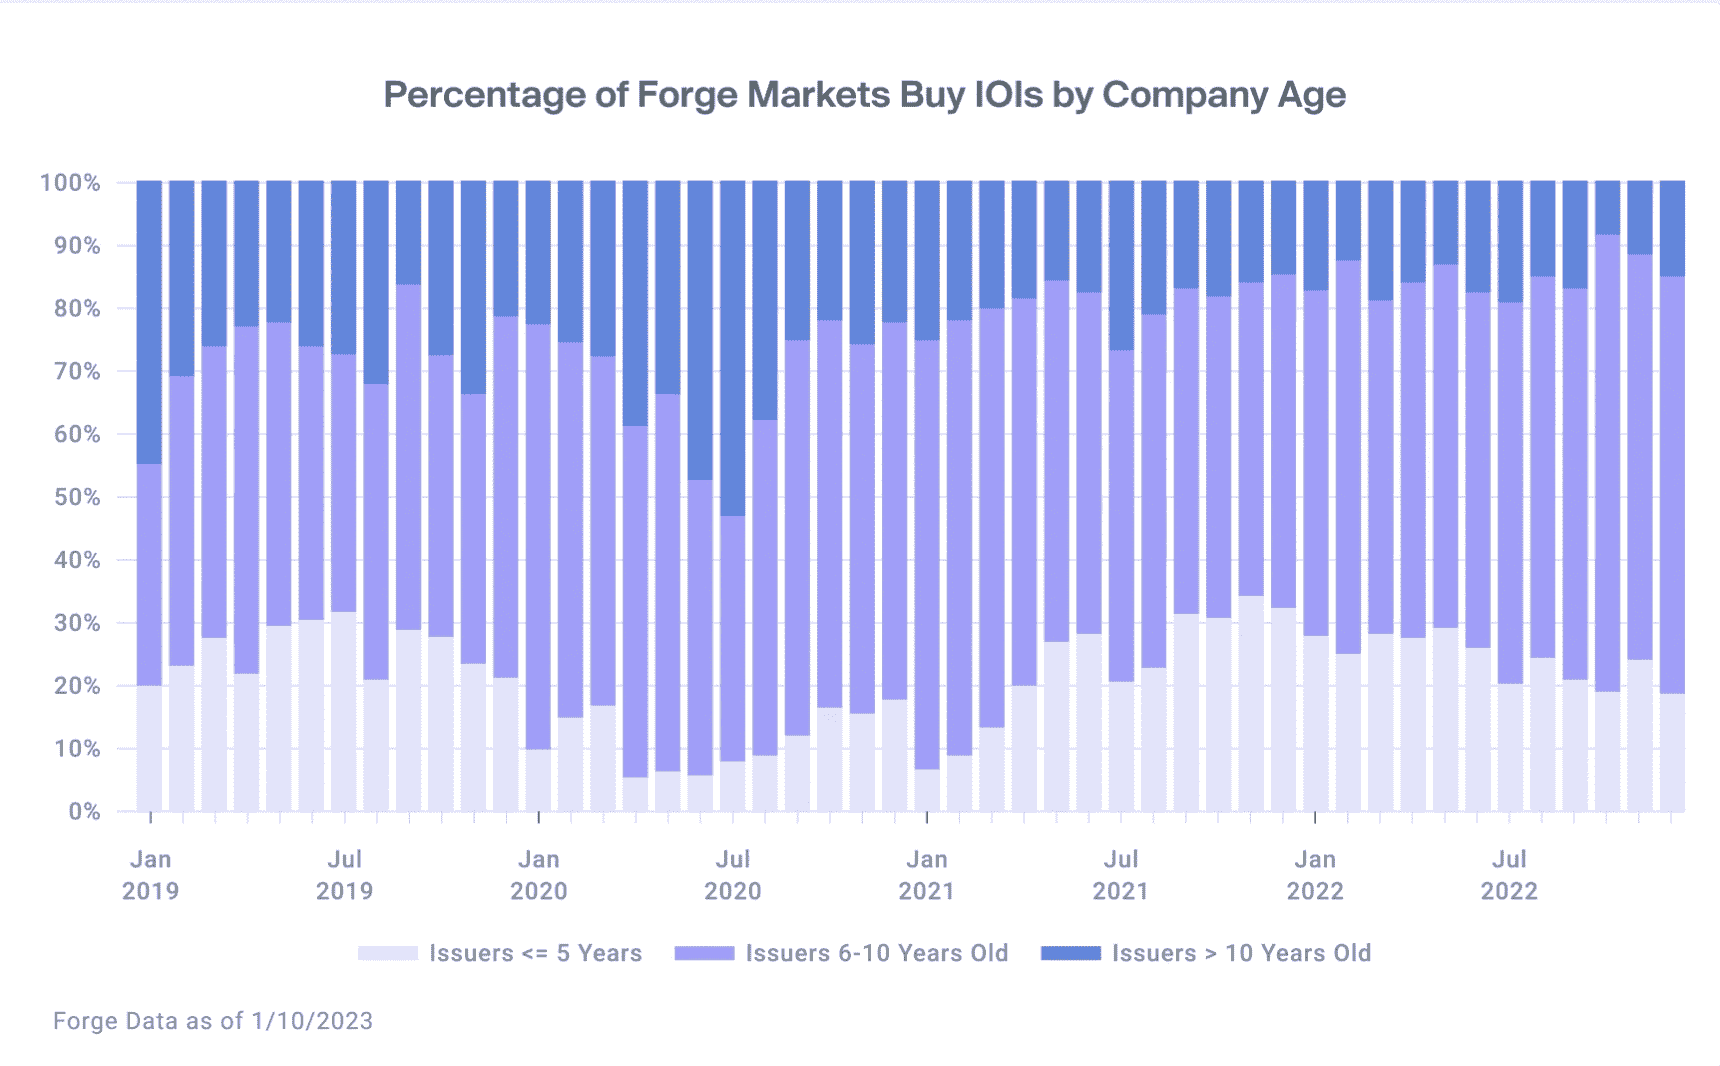 Percentage of Forge Markets Buy IOIs by Company Age
100%
90%
80%
70%
60%
50%
40%
30%
20%
10%
0%
Jan Jul Jan Jul Jan Jul Jan Jul
2019 2019 2020 2020 2021 2021 2022 2022
Issuers <= 5 Years Issuers 6-10 Years Old Issuers > 10 Years Old
Forge Data as of 1/10/2023